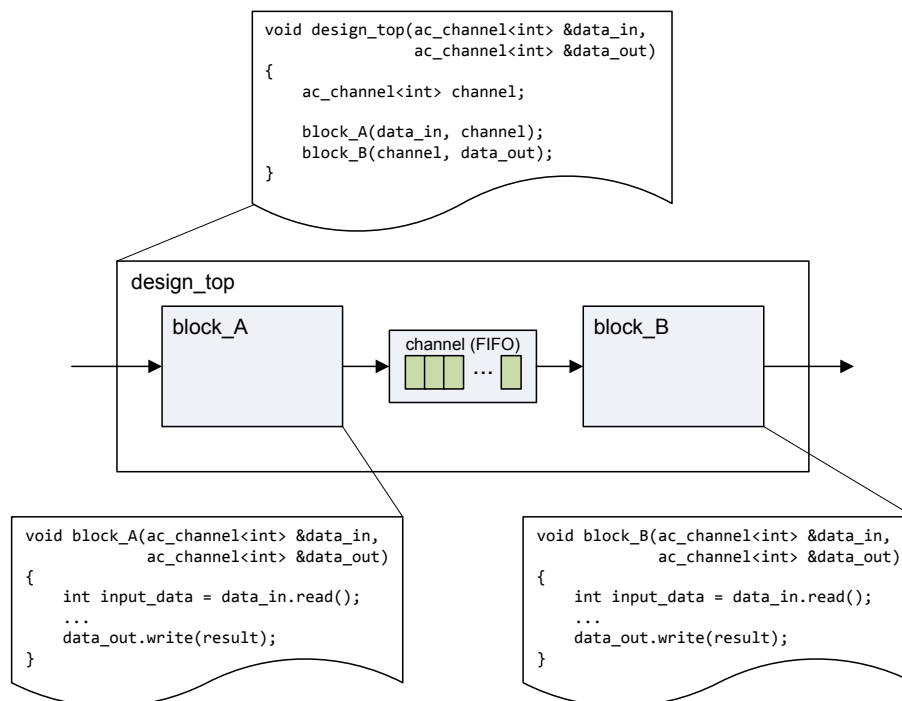 void design_top(ac_channel<int> &data_in,
                ac_channel<int> &data_out)
{
    ac_channel<int> channel;

    block_A(data_in, channel);
    block_B(channel, data_out);
}
design_top
block_A
channel (FIFO)
...
block_B
void block_A(ac_channel<int> &data_in,
             ac_channel<int> &data_out)
{
    int input_data = data_in.read();
    ...
    data_out.write(result);
}
void block_B(ac_channel<int> &data_in,
             ac_channel<int> &data_out)
{
    int input_data = data_in.read();
    ...
    data_out.write(result);
}